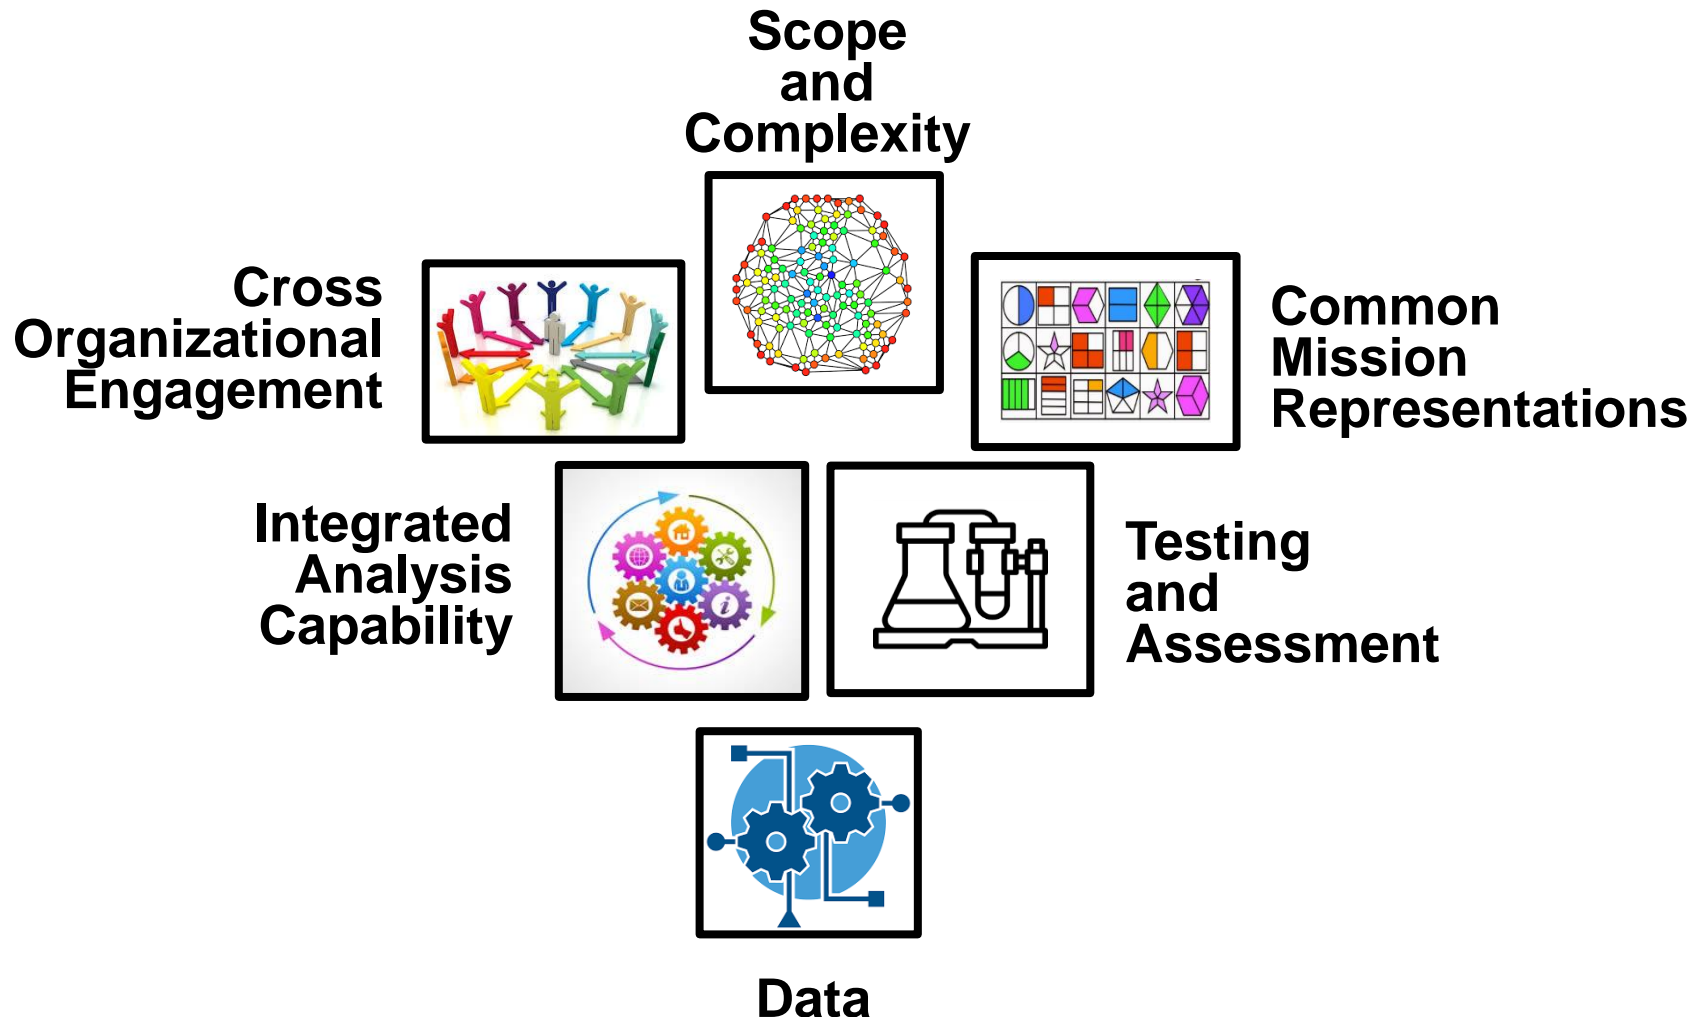 Scope
and
Complexity
Cross
Organizational
Engagement
Common
Mission
Representations
Integrated
Analysis
Capability
Testing
and
Assessment
i
Data